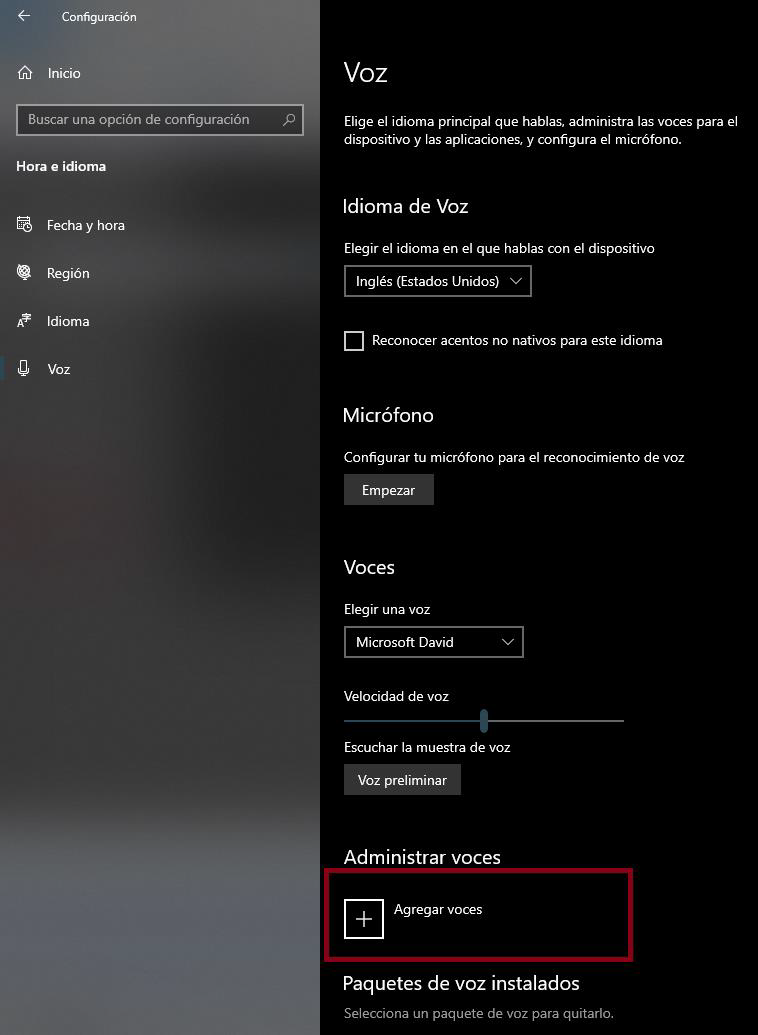 Configuración
Inicio
Buscar una opción de configuración
Hora e idioma
Fecha y hora
Región
Idioma
Voz
Voz
Elige el idioma principal que hablas, administra las voces para el
dispositivo y las aplicaciones, y configura el micrófono.
Idioma de Voz
Elegir el idioma en el que hablas con el dispositivo
Inglés (Estados Unidos)
Reconocer acentos no nativos para este idioma
Micrófono
Configurar tu micrófono para el reconocimiento de voz
Empezar
Voces
Elegir una voz
Microsoft David
Velocidad de voz
Escuchar la muestra de voz
Voz preliminar
Administrar voces
Agregar voces
Paquetes de voz instalados
Selecciona un paquete de voz para quitarlo.